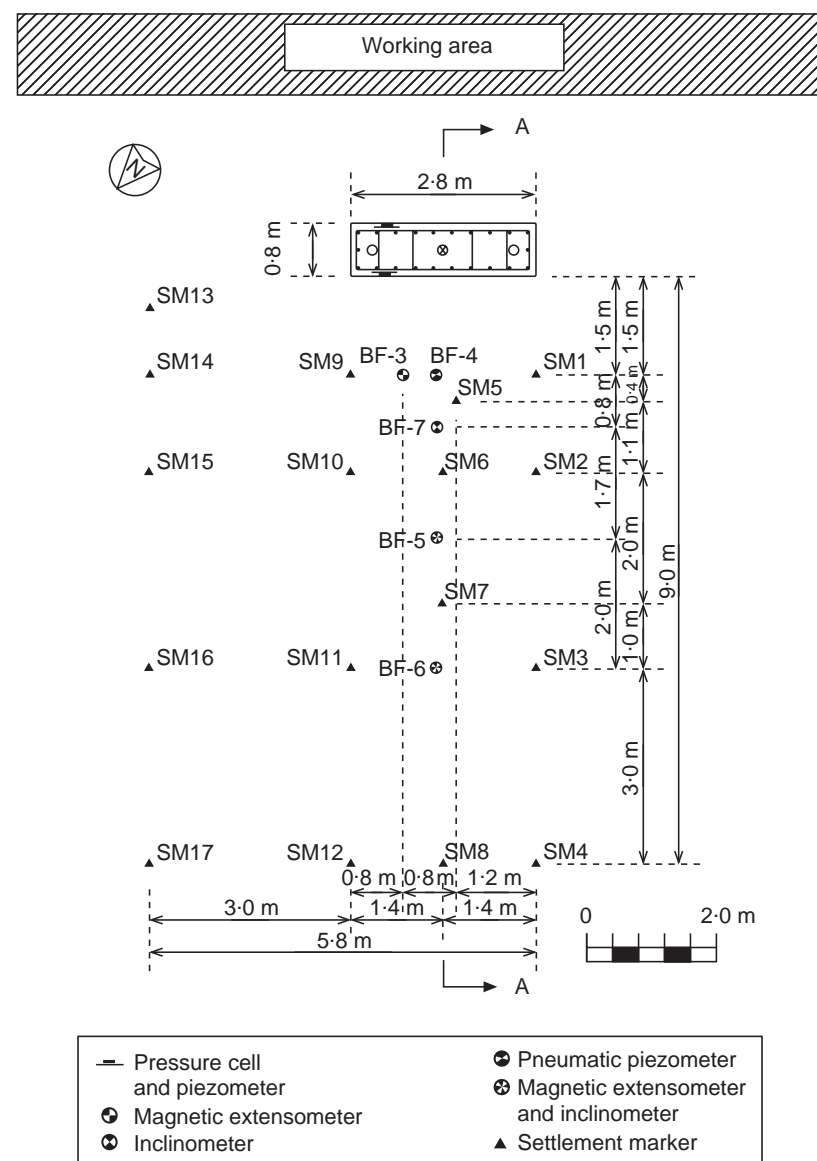 Working area
A
N
2·8 m
0·8 m
SM13
1·5 m
1·5 m
SM14
SM9
BF-3
BF-4
SM1
0·4 m
0·8 m
SM5
BF-7
1·1 m
SM15
SM10
SM6
SM2
1·7 m
BF-5
2·0 m
9·0 m
SM7
2·0 m
1·0 m
SM16
SM11
BF-6
SM3
3·0 m
SM17
SM12
SM8
SM4
0·8 m
0·8 m
1·2 m
3·0 m
1·4 m
1·4 m
0
2·0 m
5·8 m
A
Pressure cell
and piezometer
Magnetic extensometer
Inclinometer
Pneumatic piezometer
Magnetic extensometer
and inclinometer
Settlement marker